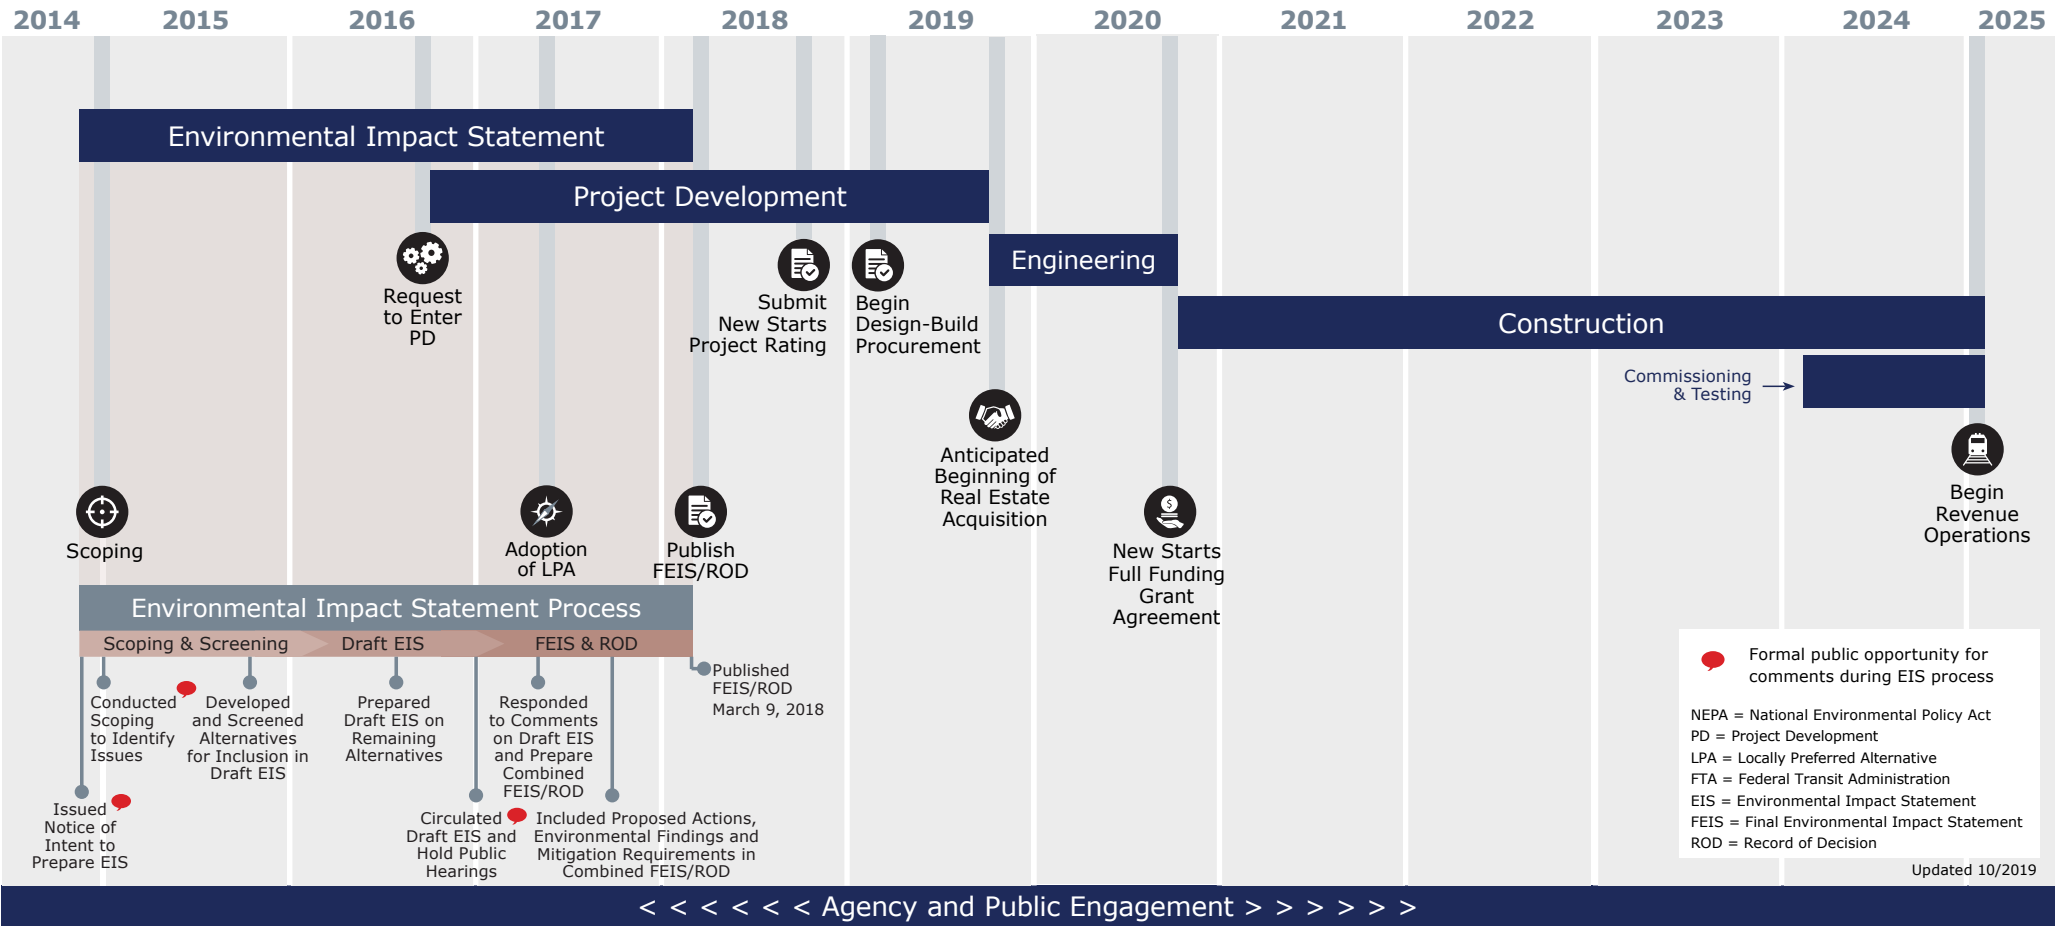 2014 2015 2016 2017 2018 2019 2020 2021 2022 2023 2024 2025
Environmental Impact Statement
Project Development
Engineering
Construction
Commissioning
& Testing
Request
to Enter
PD
Submit
New Starts
Project Rating
Begin
Design-Build
Procurement
Anticipated
Beginning of
Real Estate
Acquisition
Begin
Revenue
Operations
Scoping
Adoption
of LPA
Publish
FEIS/ROD
$
New Starts
Full Funding
Grant
Agreement
Environmental Impact Statement Process
Scoping & Screening
Draft EIS
FEIS & ROD
Conducted
Scoping
to Identify
Issues
Developed
and Screened
Alternatives
for Inclusion in
Draft EIS
Prepared
Draft EIS on
Remaining
Alternatives
Responded
to Comments
on Draft EIS
and Prepare
Combined
FEIS/ROD
Published
FEIS/ROD
March 9, 2018
Issued
Notice of
Intent to
Prepare EIS
Circulated
Draft EIS and
Hold Public
Hearings
Included Proposed Actions,
Environmental Findings and
Mitigation Requirements in
Combined FEIS/ROD
Formal public opportunity for
comments during EIS process
NEPA = National Environmental Policy Act
PD = Project Development
LPA = Locally Preferred Alternative
FTA = Federal Transit Administration
EIS = Environmental Impact Statement
FEIS = Final Environmental Impact Statement
ROD = Record of Decision
Updated 10/2019
< < < < < < Agency and Public Engagement > > > > > >